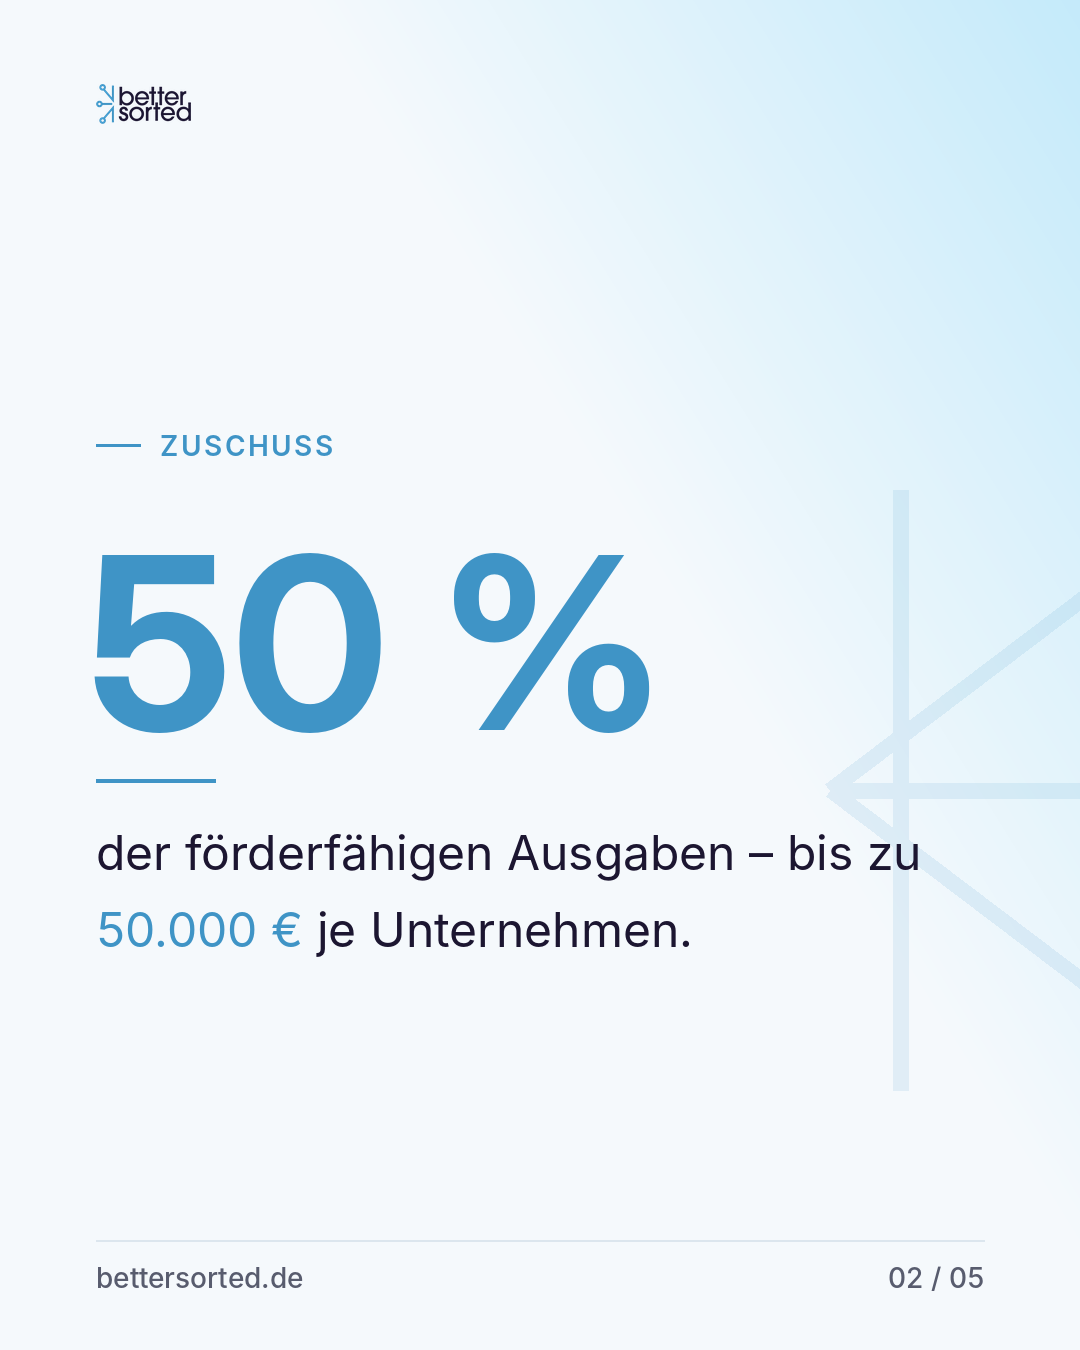 better
sorted
ZUSCHUSS
50 %
der förderfähigen Ausgaben – bis zu
50.000 € je Unternehmen.
bettersorted.de
02 / 05